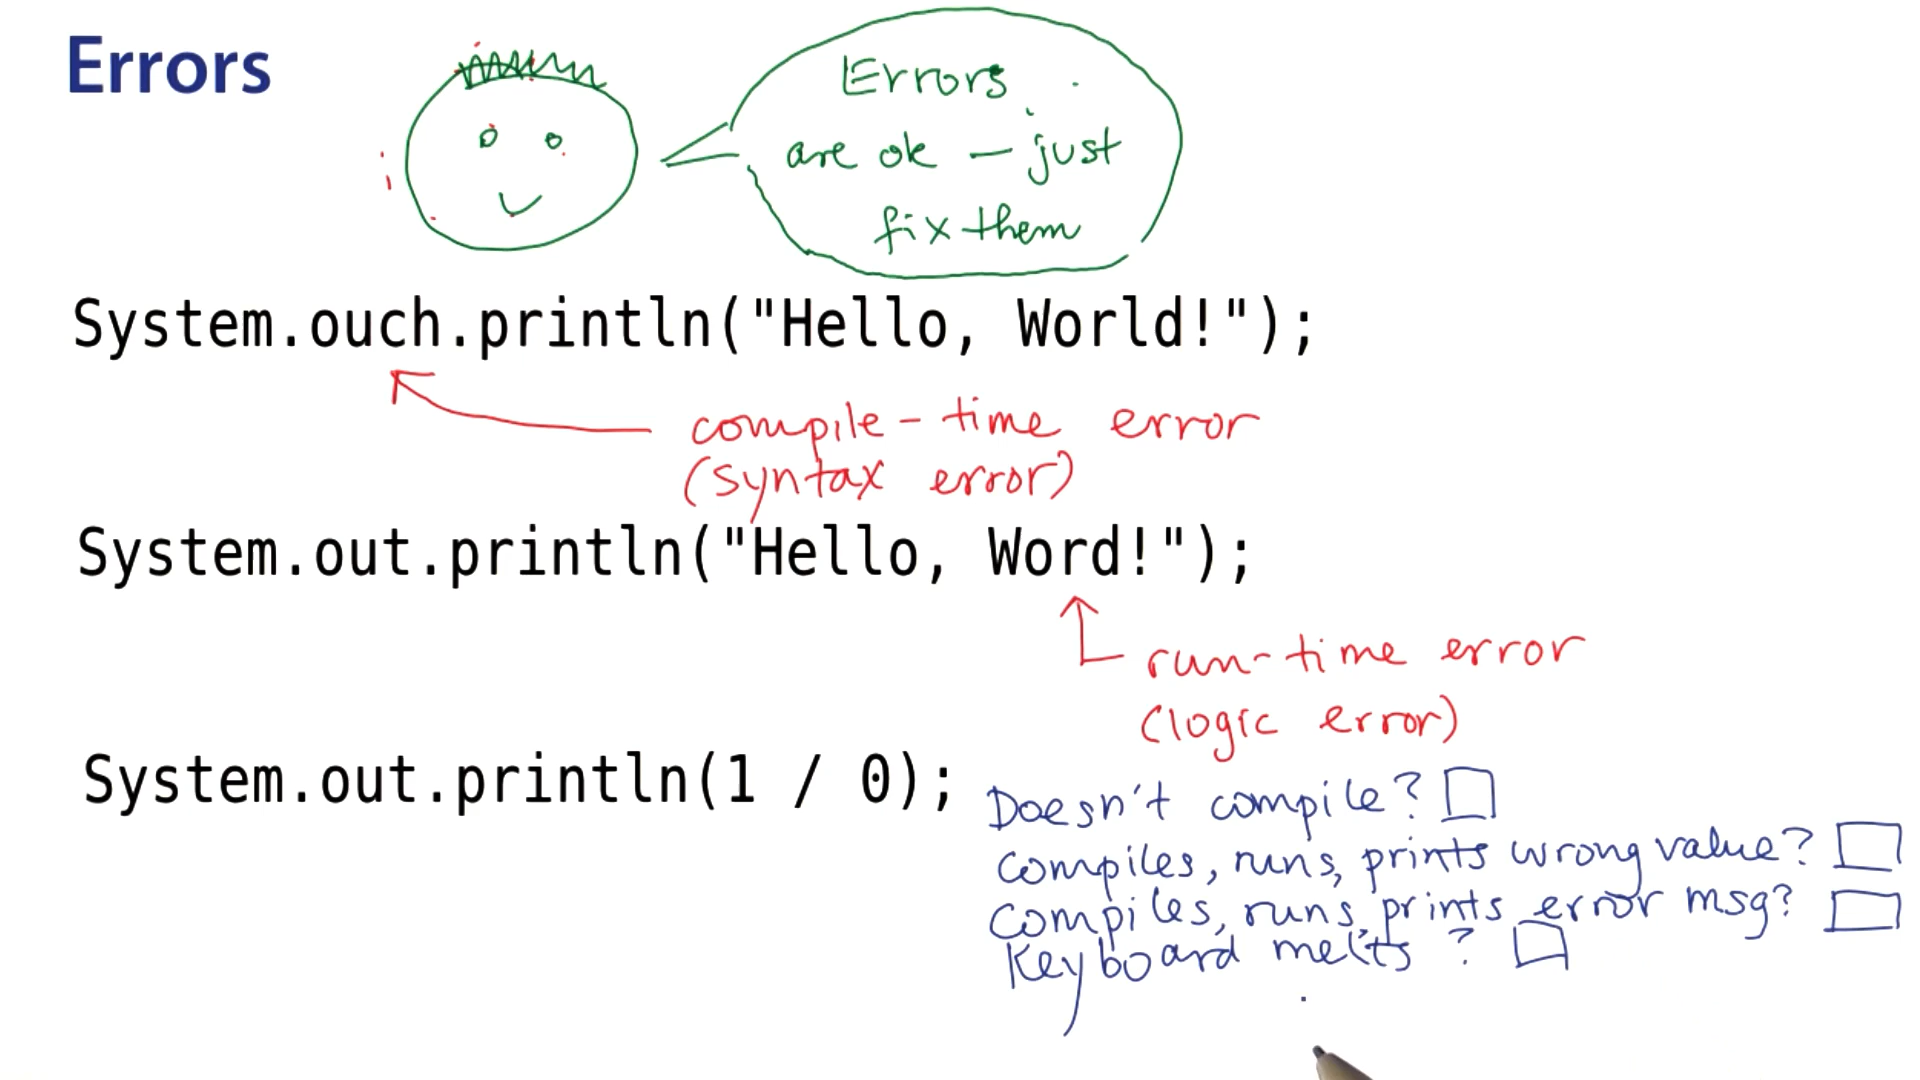 Errors
Errors
are ok – just
fix them
System.ouch.println("Hello, World!");
compile-time error
(syntax error)
System.out.println("Hello, Word!");
run-time error
(logic error)
System.out.println(1 / 0);
Doesn't compile?
compiles, runs, prints wrong value?
compiles, runs, prints error msg?
Keyboard melts?